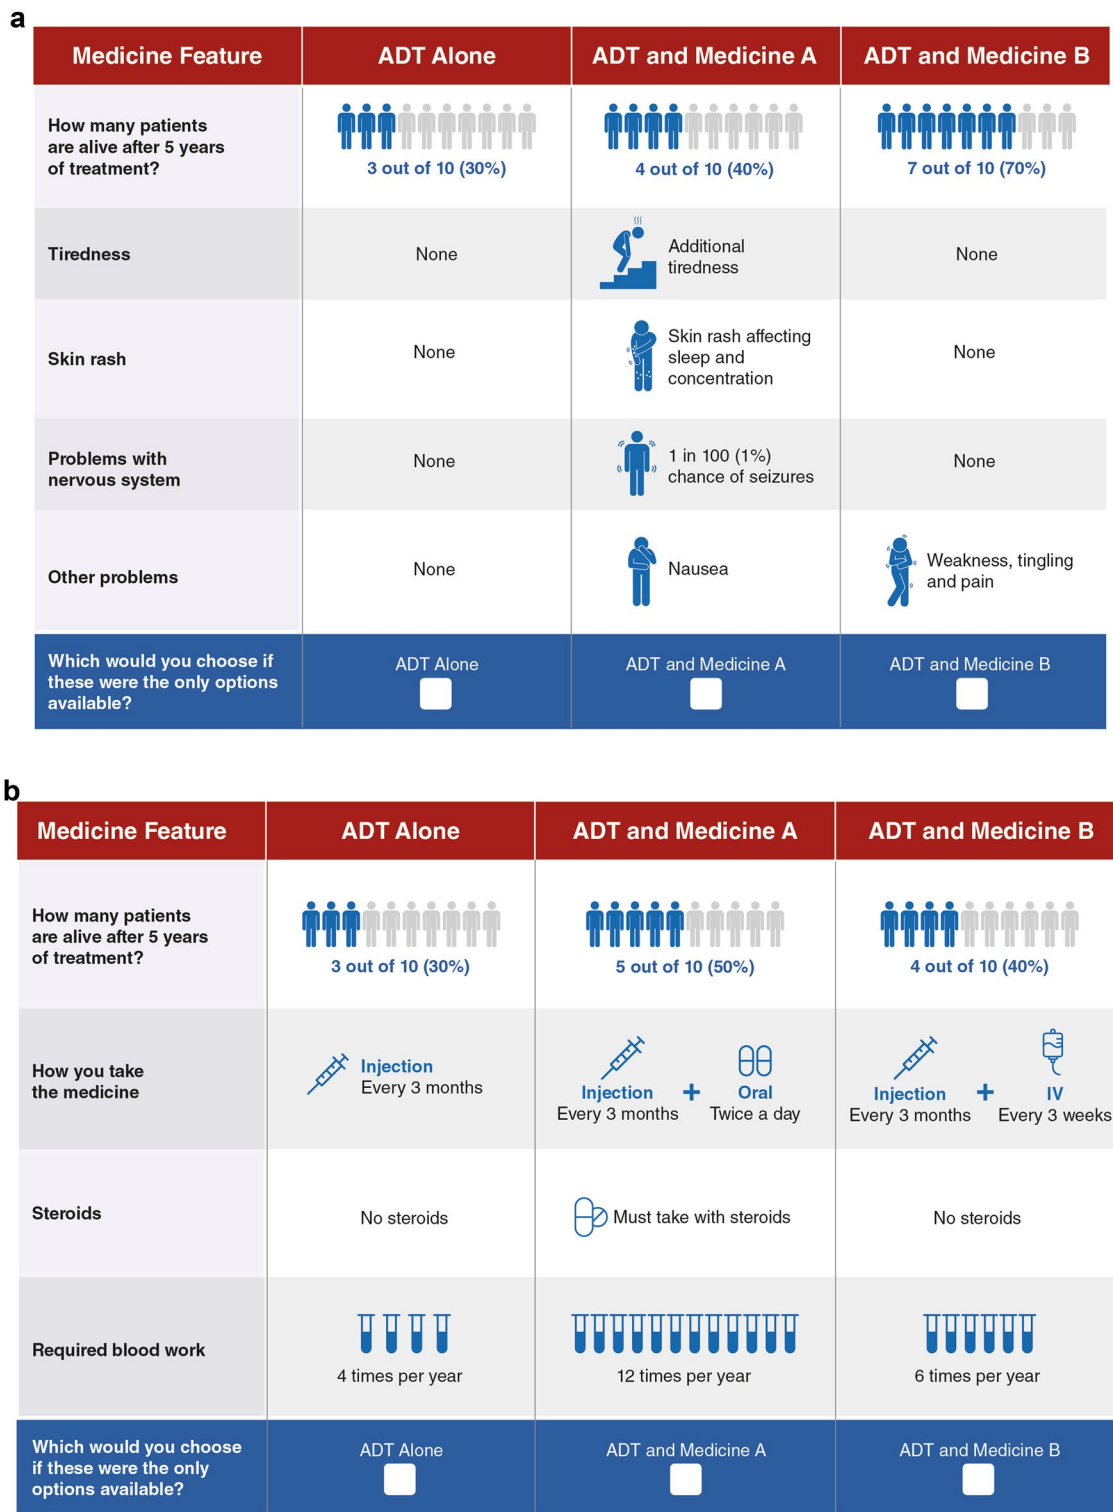 a
Medicine Feature
ADT Alone
ADT and Medicine A
ADT and Medicine B
How many patients
are alive after 5 years
of treatment?
3 out of 10 (30%)
4 out of 10 (40%)
7 out of 10 (70%)
Tiredness
None
Additional
tiredness
None
Skin rash
None
Skin rash affecting
sleep and
concentration
None
Problems with
nervous system
None
1 in 100 (1%)
chance of seizures
None
Other problems
None
Nausea
Weakness, tingling
and pain
Which would you choose if
these were the only options
available?
ADT Alone
ADT and Medicine A
ADT and Medicine B
b
Medicine Feature
ADT Alone
ADT and Medicine A
ADT and Medicine B
How many patients
are alive after 5 years
of treatment?
3 out of 10 (30%)
5 out of 10 (50%)
4 out of 10 (40%)
How you take
the medicine
Injection
Every 3 months
Injection + Oral
Every 3 months Twice a day
Injection + IV
Every 3 months Every 3 weeks
Steroids
No steroids
Must take with steroids
No steroids
Required blood work
4 times per year
12 times per year
6 times per year
Which would you choose
if these were the only
options available?
ADT Alone
ADT and Medicine A
ADT and Medicine B